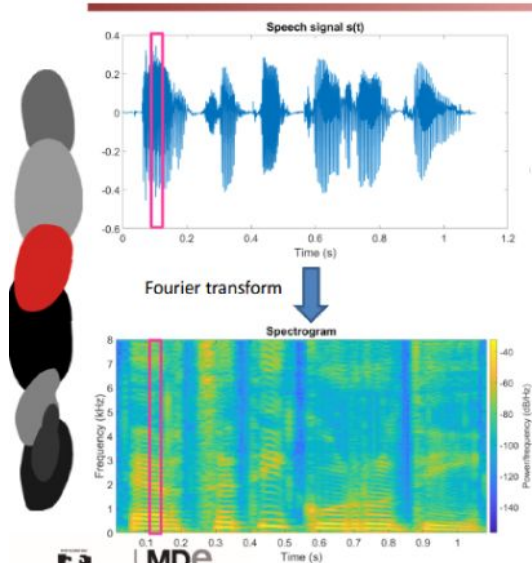 Speech signal s(t)
0.4
0.2
0
-0.2
-0.4
-0.6
0 0.2 0.4 0.6 0.8 1 1.2
Time (s)
Fourier transform
Spectrogram
8
7
6
5
4
3
2
1
0
Frequency (kHz)
0.1 0.2 0.3 0.4 0.5 0.6 0.7 0.8 0.9 1
Time (s)
-40
-60
-80
-100
-120
-140
Power/frequency (dB/Hz)
MDe